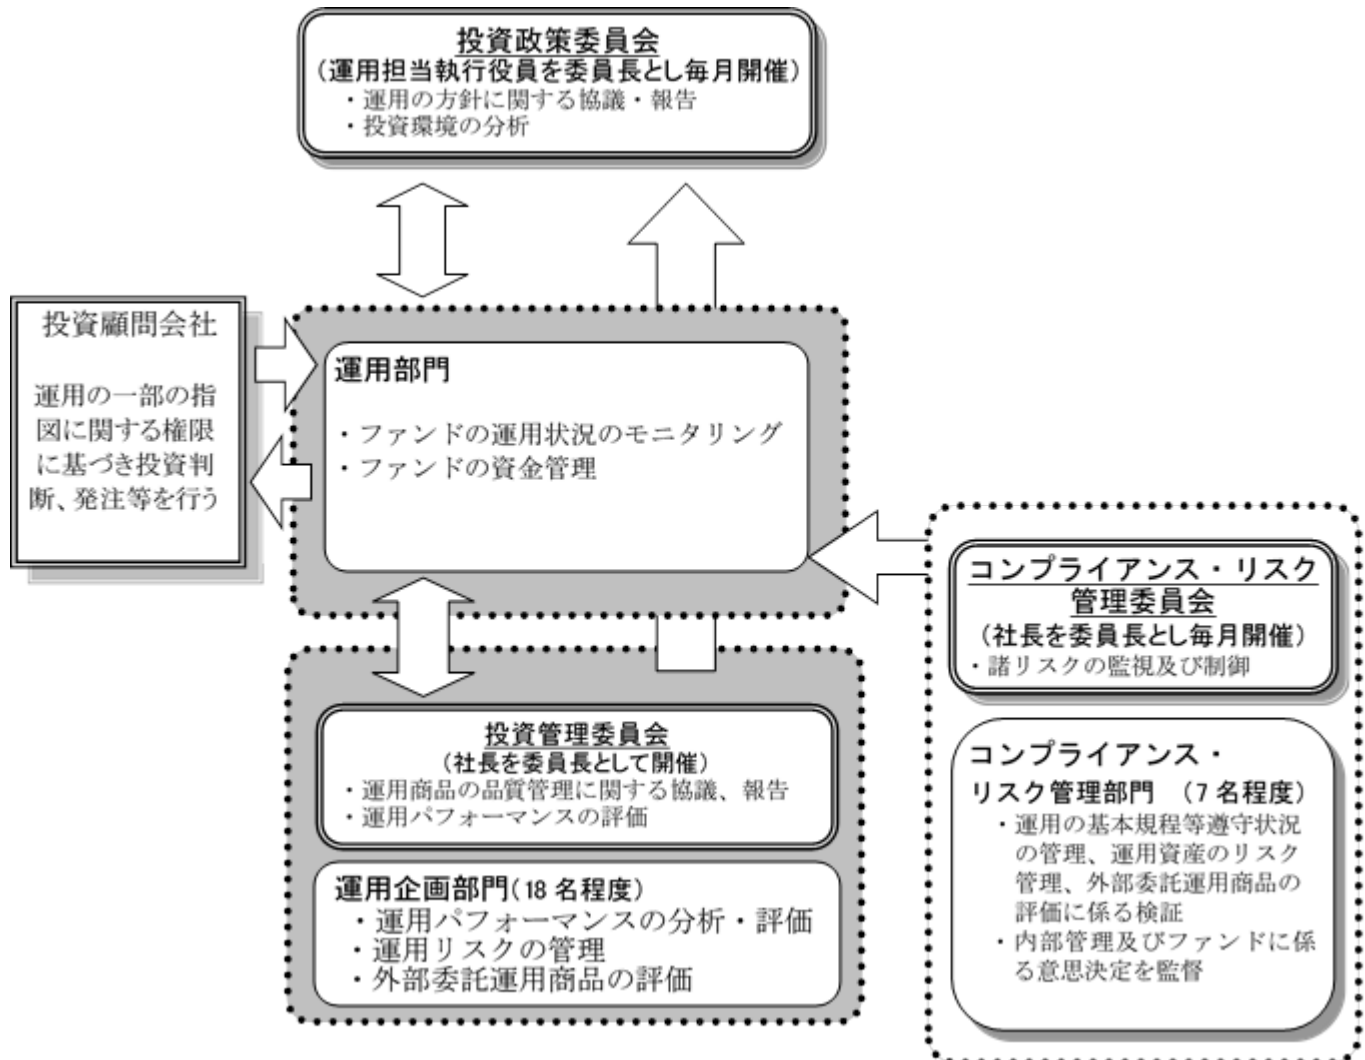 投資政策委員会
（運用担当執行役員を委員長とし毎月開催）
・運用の方針に関する協議・報告
・投資環境の分析
投資顧問会社
運用の一部の指
図に関する権限
に基づき投資判
断、発注等を行う
運用部門
・ファンドの運用状況のモニタリング
・ファンドの資金管理
コンプライアンス・リスク
管理委員会
（社長を委員長とし毎月開催）
・諸リスクの監視及び制御
投資管理委員会
（社長を委員長として開催）
・運用商品の品質管理に関する協議、報告
・運用パフォーマンスの評価
運用企画部門（18 名程度）
・運用パフォーマンスの分析・評価
・運用リスクの管理
・外部委託運用商品の評価
コンプライアンス・
リスク管理部門 （7 名程度）
・運用の基本規程等遵守状況
の管理、運用資産のリスク
管理、外部委託運用商品の
評価に係る検証
・内部管理及びファンドに係
る意思決定を監督